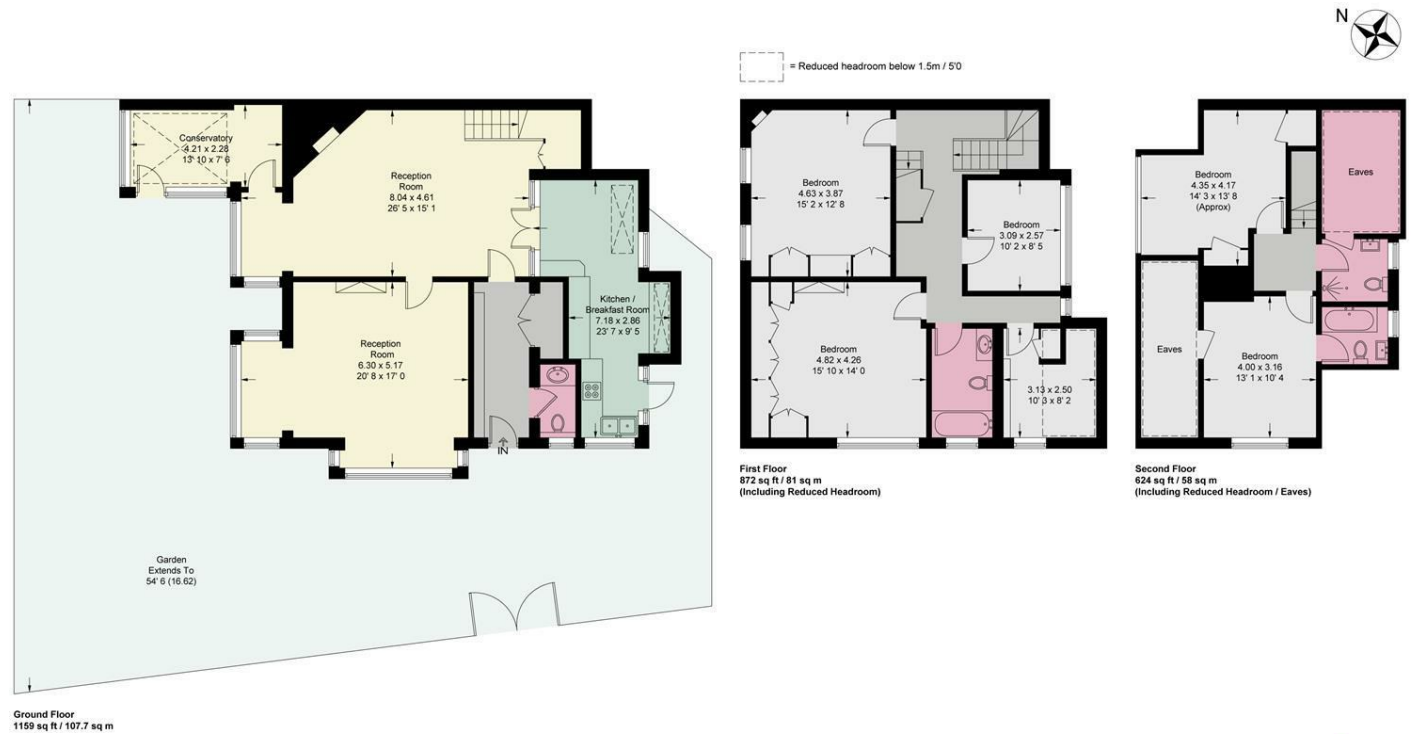 N
= Reduced headroom below 1.5m / 5'0
Conservatory
4.21 x 2.28
13' 10 x 7' 6
Reception
Room
8.04 x 4.61
26' 5 x 15' 1
Kitchen /
Breakfast Room
7.18 x 2.86
23' 7 x 9' 5
Reception
Room
6.30 x 5.17
20' 8 x 17' 0
IN
Garden
Extends To
54' 6 (16.62)
Ground Floor
1159 sq ft / 107.7 sq m
Bedroom
4.63 x 3.87
15' 2 x 12' 8
Bedroom
3.09 x 2.57
10' 2 x 8' 5
Bedroom
4.82 x 4.26
15' 10 x 14' 0
3.13 x 2.50
10' 3 x 8' 2
First Floor
872 sq ft / 81 sq m
(Including Reduced Headroom)
Bedroom
4.35 x 4.17
14' 3 x 13' 8
(Approx)
Eaves
Eaves
Bedroom
4.00 x 3.16
13' 1 x 10' 4
Second Floor
624 sq ft / 58 sq m
(Including Reduced Headroom / Eaves)